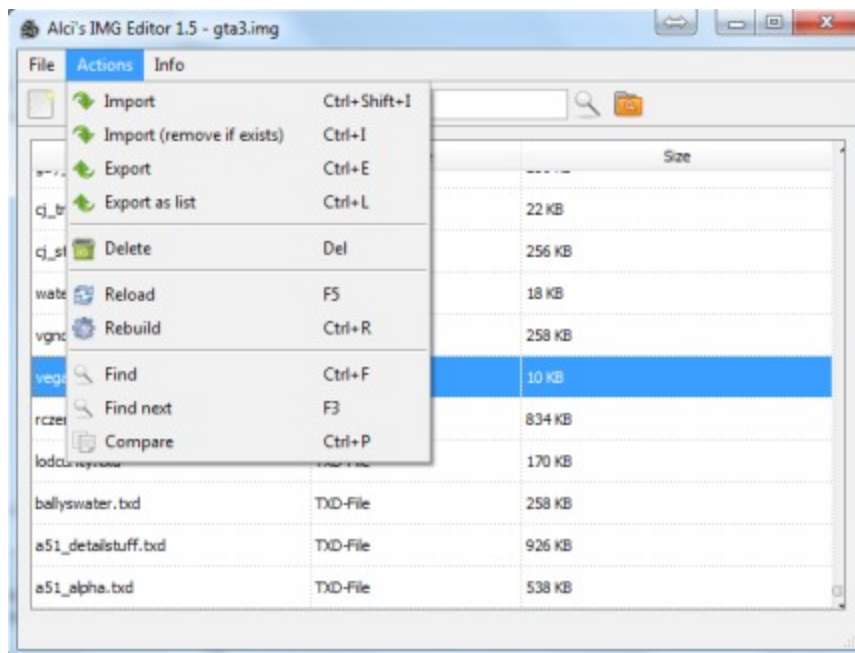 Alci's IMG Editor 1.5 - gta3.img
File Actions Info
Import Ctrl+Shift+I
Import (remove if exists) Ctrl+I
Export Ctrl+E
Export as list Ctrl+L
Delete Del
Reload F5
Rebuild Ctrl+R
Find Ctrl+F
Find next F3
Compare Ctrl+P
Size
22 KB
256 KB
18 KB
258 KB
10 KB
834 KB
170 KB
ballyswater.txd TXD-File 258 KB
a51_detailstuff.txd TXD-File 926 KB
a51_alpha.txd TXD-File 538 KB